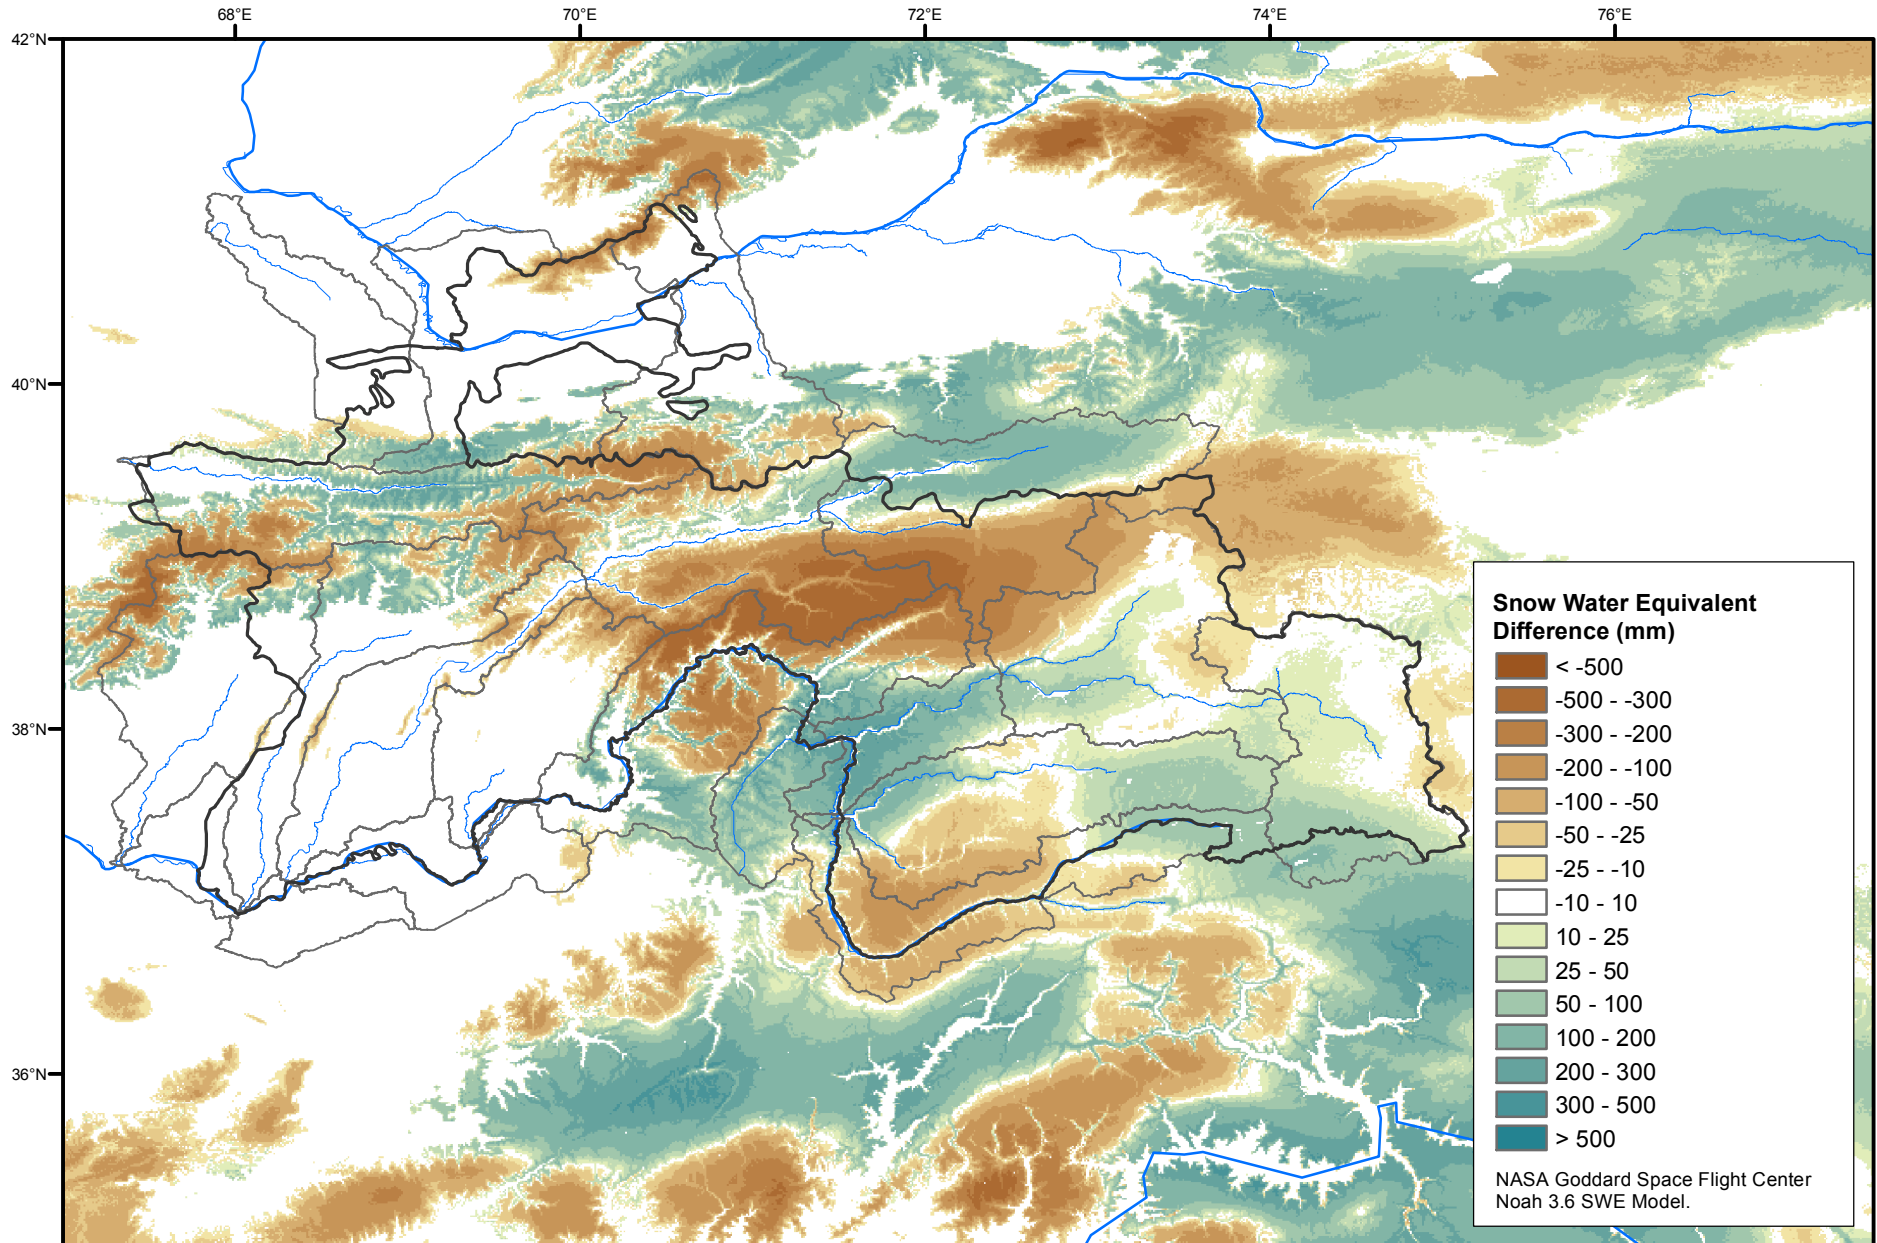 68°E 70°E 72°E 74°E 76°E
42°N
40°N
38°N
36°N
Snow Water Equivalent
Difference (mm)
< -500
-500 - -300
-300 - -200
-200 - -100
-100 - -50
-50 - -25
-25 - -10
-10 - 10
10 - 25
25 - 50
50 - 100
100 - 200
200 - 300
300 - 500
> 500
NASA Goddard Space Flight Center
Noah 3.6 SWE Model.